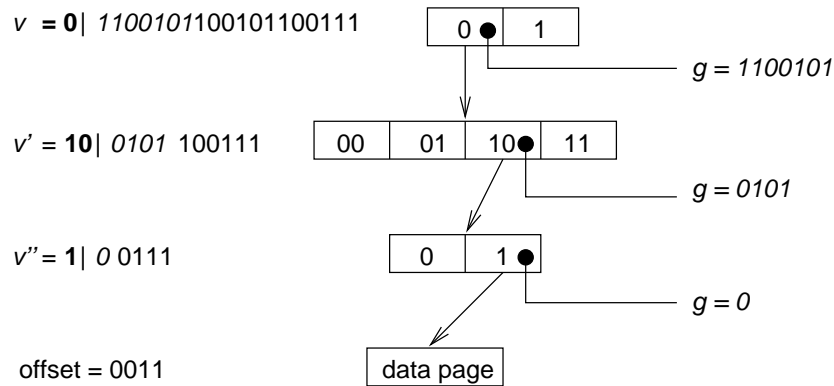 v = 0| 1100101100101100111
0 1
g = 1100101
v' = 10| 0101 100111
00 01 10 11
g = 0101
v'' = 1| 0 0111
0 1
g = 0
offset = 0011
data page